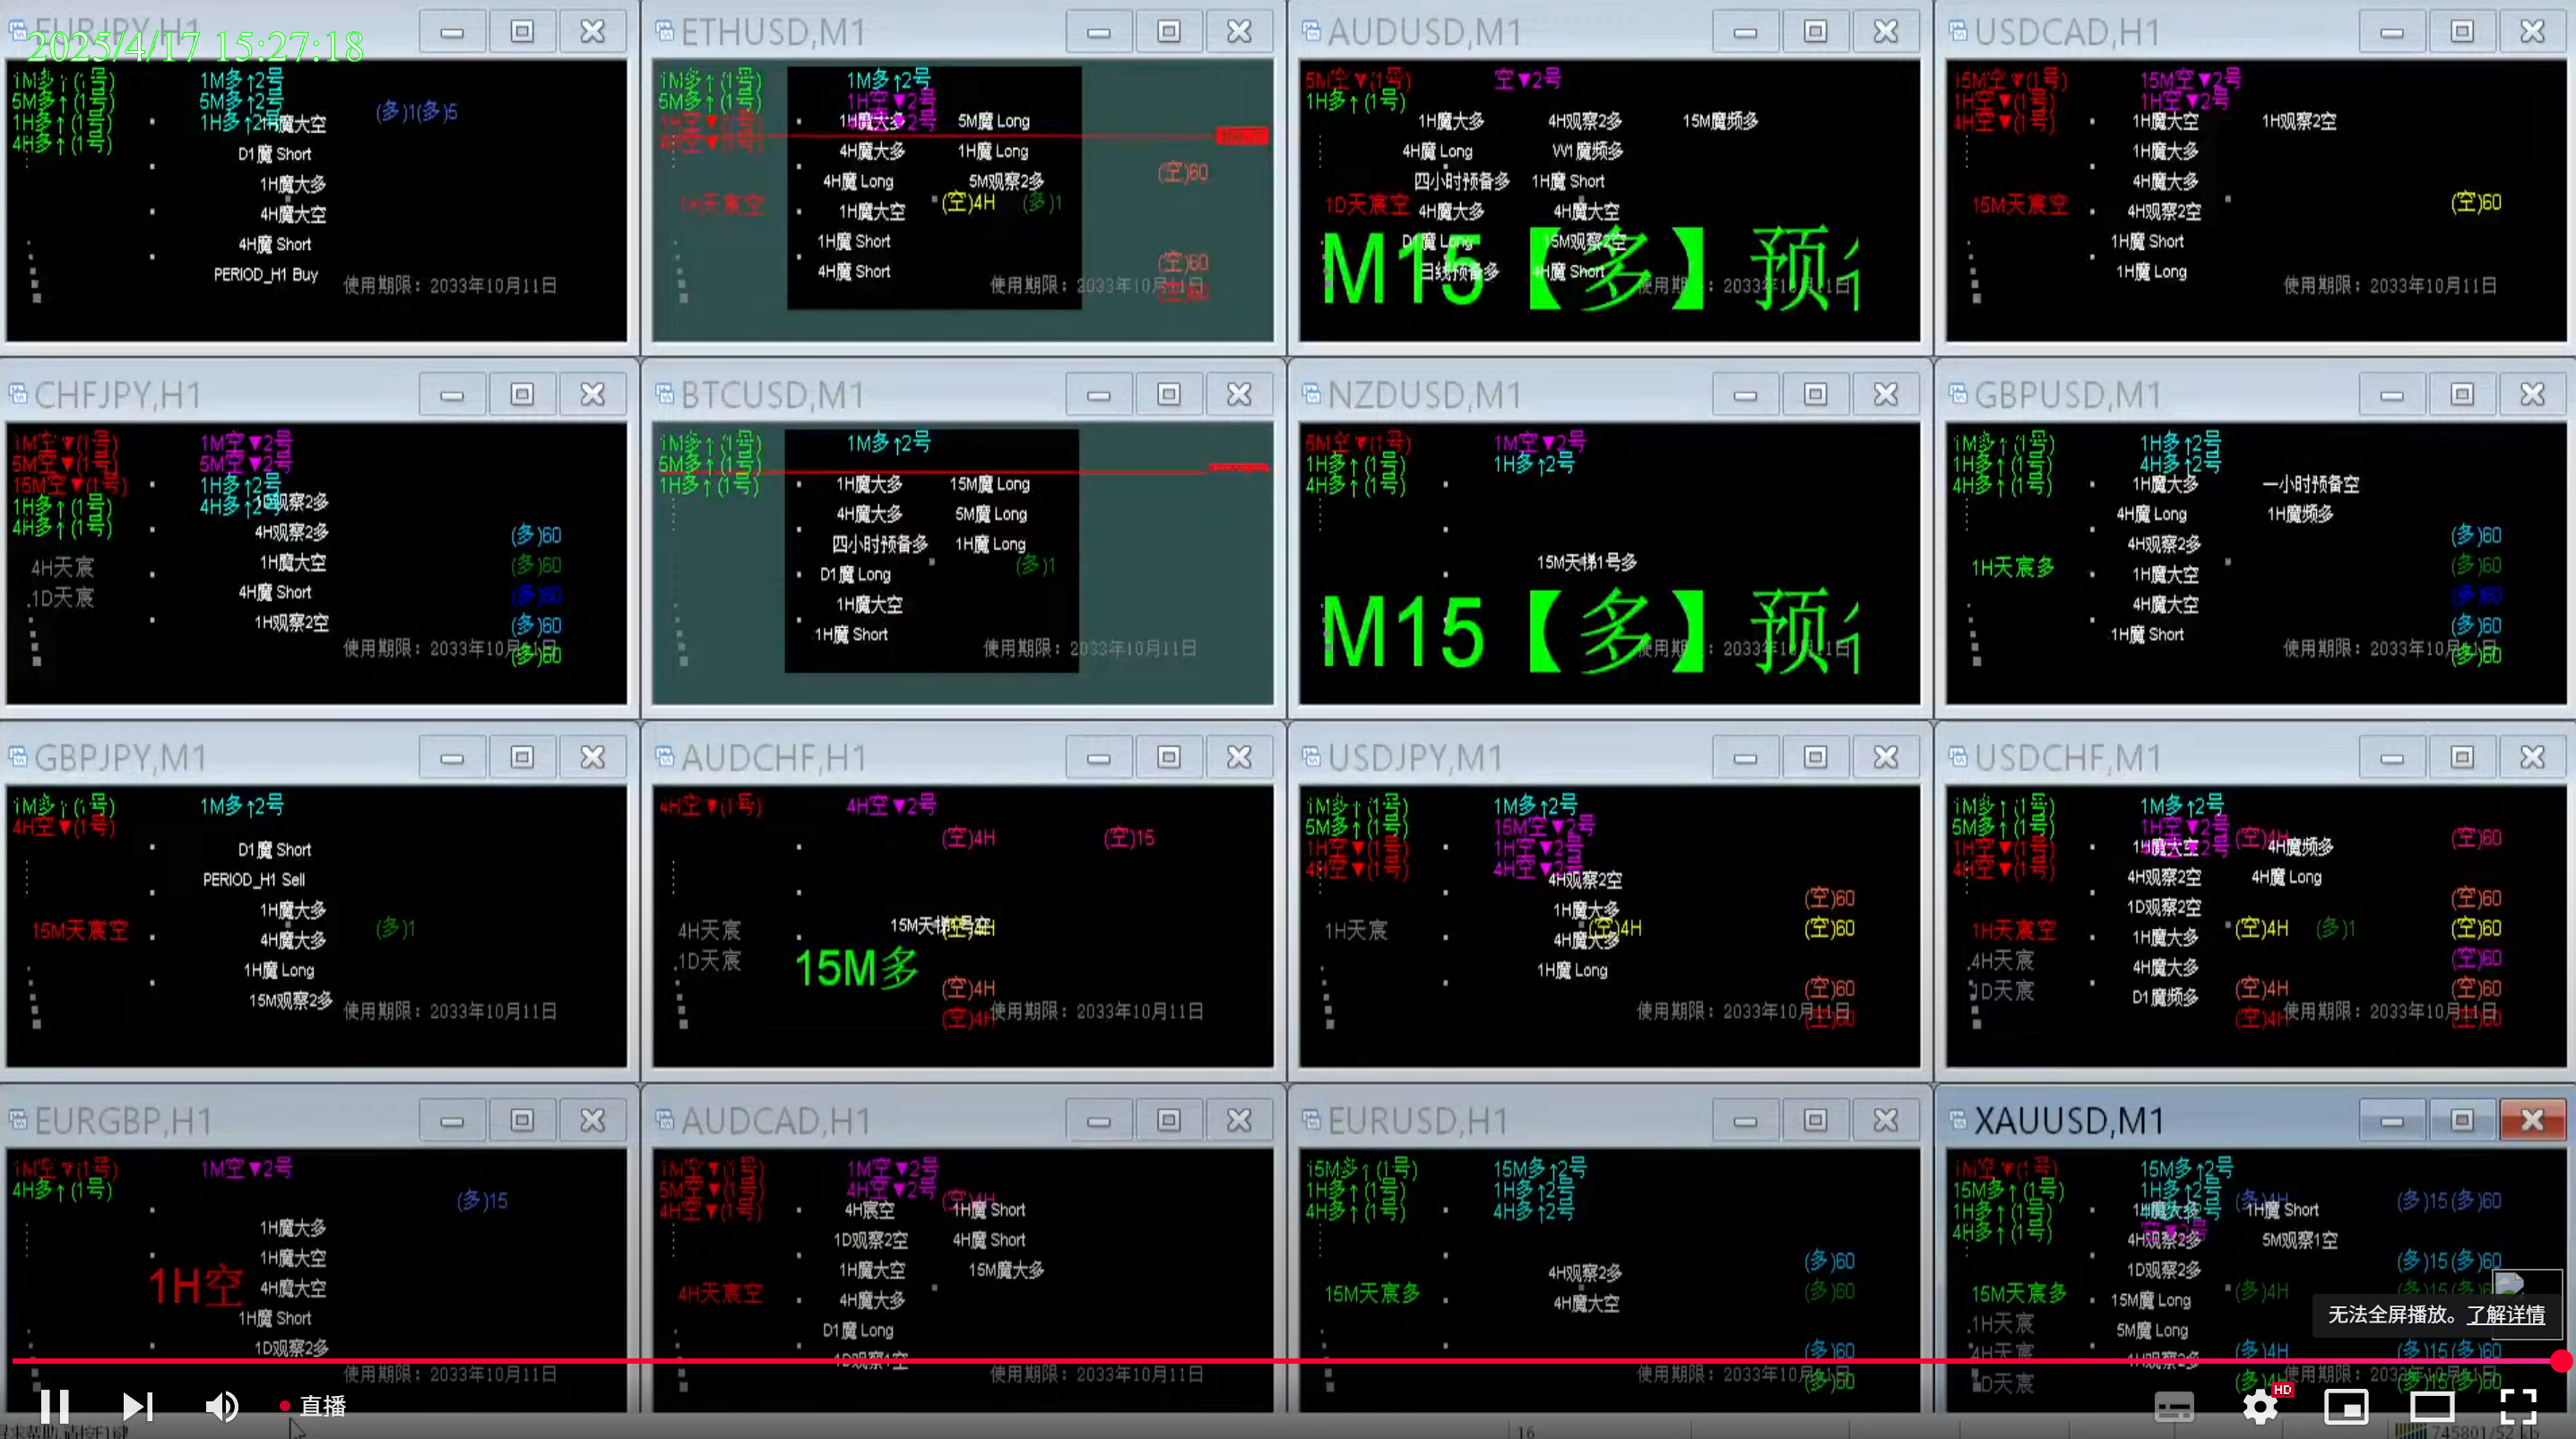 2025/4/17 15:27:18
EURJPY,H1
1M多↑(1号)
5M多↑(1号)
1H多↑(1号)
4H多↑(1号)
1M多↑2号
5M多↑2号
1H多↑2号
(多)1(多)5
1H魔大空
D1魔 Short
1H魔大多
4H魔大空
4H魔 Short
PERIOD_H1 Buy
使用期限：2033年10月11日
ETHUSD,M1
1M多↑(1号)
5M多↑(1号)
1H空▼(1号)
4H空▼(1号)
1M多↑2号
1H空▼2号
1H天宸空
1H魔大多
4H魔大多
4H魔 Long
1H魔大空
1H魔 Short
4H魔 Short
5M魔 Long
1H魔 Long
5M观察2多
(空)4H
(多)1
(空)60
(空)60
(空)60
使用期限：2033年10月11日
AUDUSD,M1
5M空▼(1号)
1H多↑(1号)
空▼2号
1D天宸空
1H魔大多
4H观察2多
15M魔频多
4H魔 Long
W1魔频多
四小时预备多
1H魔 Short
4H魔大多
4H魔大空
D1魔 Long
15M观察2空
日线预备多
4H魔 Short
M15【多】预
使用期限：2033年10月11日
USDCAD,H1
15M空▼(1号)
1H空▼(1号)
4H空▼(1号)
15M空▼2号
1H空▼2号
15M天宸空
1H魔大空
1H观察2空
1H魔大多
4H魔大多
4H观察2空
1H魔 Short
1H魔 Long
(空)60
使用期限：2033年10月11日
CHFJPY,H1
1M空▼(1号)
5M空▼(1号)
15M空▼(1号)
1H多↑(1号)
4H多↑(1号)
1M空▼2号
5M空▼2号
1H多↑2号
4H多↑2号
4H天宸
1D天宸
观察2多
4H观察2多
1H魔大空
4H魔 Short
1H观察2空
(多)60
(多)60
(多)60
(多)60
(多)60
使用期限：2033年10月11日
BTCUSD,M1
1M多↑(1号)
5M多↑(1号)
1H多↑(1号)
1M多↑2号
1H魔大多
15M魔 Long
4H魔大多
5M魔 Long
四小时预备多
1H魔 Long
D1魔 Long
1H魔大空
1H魔 Short
(多)1
使用期限：2033年10月11日
NZDUSD,M1
5M空▼(1号)
1H多↑(1号)
4H多↑(1号)
1M空▼2号
1H多↑2号
15M天梯1号多
M15【多】预
使用期限：2033年10月11日
GBPUSD,M1
1M多↑(1号)
1H多↑(1号)
4H多↑(1号)
1H多↑2号
4H多↑2号
1H天宸多
1H魔大多
一小时预备空
4H魔 Long
1H魔频多
4H观察2多
1H魔大空
4H魔大空
1H魔 Short
(多)60
(多)60
(多)60
(多)60
(多)60
使用期限：2033年10月11日
GBPJPY,M1
1M多↑(1号)
4H空▼(1号)
1M多↑2号
15M天宸空
D1魔 Short
PERIOD_H1 Sell
1H魔大多
4H魔大多
1H魔 Long
15M观察2多
(多)1
使用期限：2033年10月11日
AUDCHF,H1
4H空▼(1号)
4H空▼2号
(空)4H
(空)15
4H天宸
1D天宸
15M多
(空)4H
(空)4H
使用期限：2033年10月11日
USDJPY,M1
1M多↑(1号)
5M多↑(1号)
1H空▼(1号)
4H空▼(1号)
1M多↑2号
15M空▼2号
1H空▼2号
4H空▼2号
1H天宸
4H观察2空
1H魔大多
4H魔大多
1H魔 Long
(空)4H
(空)60
(空)60
(空)60
(空)60
使用期限：2033年10月11日
USDCHF,M1
1M多↑(1号)
5M多↑(1号)
1H空▼(1号)
4H空▼(1号)
1M多↑2号
1H空▼2号
1H天宸空
4H天宸
1D天宸
1H魔大空
4H魔频多
4H观察2空
4H魔 Long
1D观察2空
1H魔大多
4H魔大多
D1魔频多
(空)4H
(空)4H
(多)1
(空)4H
(空)4H
(空)60
(空)60
(空)60
(空)60
(空)60
(空)60
使用期限：2033年10月11日
EURGBP,H1
1M空▼(1号)
4H多↑(1号)
1M空▼2号
(多)15
1H空
1H魔大多
1H魔大空
4H魔大空
1H魔 Short
1D观察2多
使用期限：2033年10月11日
AUDCAD,H1
1M空▼(1号)
5M空▼(1号)
4H空▼(1号)
1M空▼2号
4H空▼2号
(空)4H
4H天宸空
4H宸空
1H魔 Short
1D观察2空
4H魔 Short
1H魔大空
15M魔大多
4H魔大多
D1魔 Long
1D观察1空
使用期限：2033年10月11日
EURUSD,H1
15M多↑(1号)
1H多↑(1号)
4H多↑(1号)
15M多↑2号
1H多↑2号
4H多↑2号
15M天宸多
4H观察2多
4H魔大空
(多)60
(多)60
(多)60
(多)60
使用期限：2033年10月11日
XAUUSD,M1
1M空▼(1号)
15M多↑(1号)
1H多↑(1号)
4H多↑(1号)
15M多↑2号
1H多↑2号
15M天宸多
1H天宸
4H天宸
1D天宸
1H魔 Short
4H观察2多
5M观察1空
1D观察2多
15M魔 Long
5M魔 Long
(多)4H
(多)15(多)60
(多)15(多)60
(多)4H
(多)4H
(多)15(多)60
(多)4H
(多)15(多)60
使用期限：2033年10月11日
无法全屏播放。了解详情
直播
HD
16
745801/52 kb